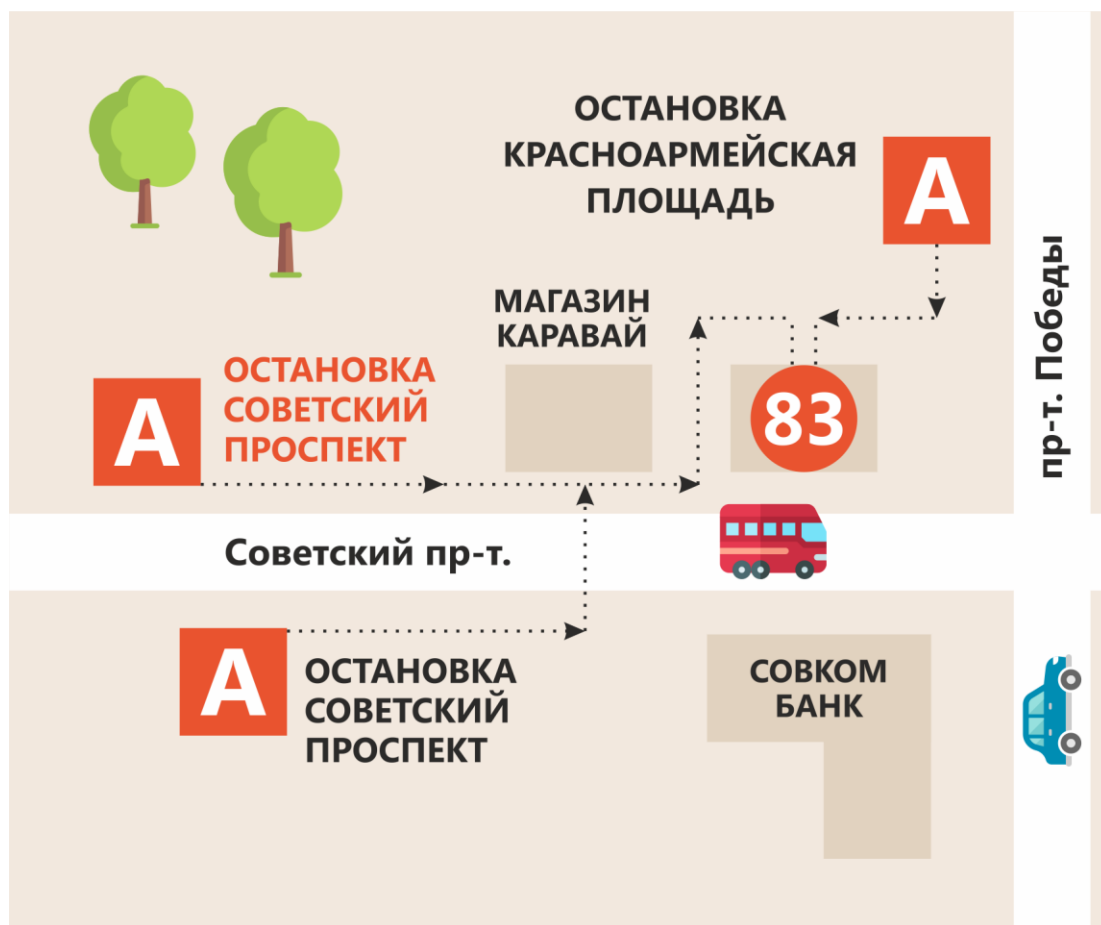 ОСТАНОВКА
КРАСНОАРМЕЙСКАЯ
ПЛОЩАДЬ
А
МАГАЗИН
КАРАВАЙ
ОСТАНОВКА
СОВЕТСКИЙ
ПРОСПЕКТ
А
83
пр-т. Победы
Советский пр-т.
А
ОСТАНОВКА
СОВЕТСКИЙ
ПРОСПЕКТ
СОВКОМ
БАНК